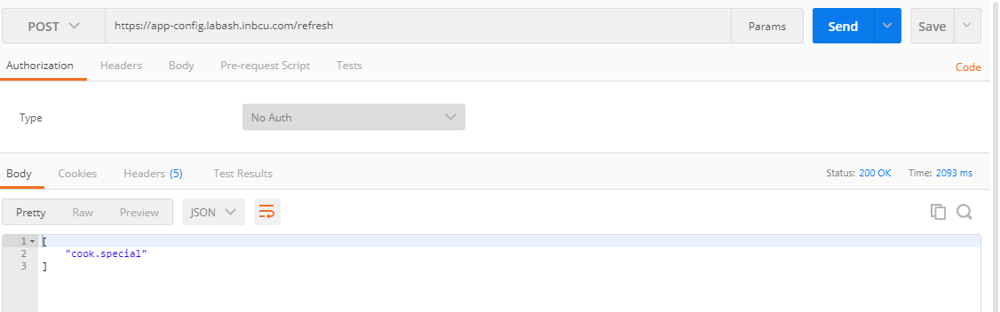 POST https://app-config.labash.inbcu.com/refresh Params Send Save
Authorization Headers Body Pre-request Script Tests Code
Type No Auth
Body Cookies Headers (5) Test Results Status: 200 OK Time: 2093 ms
Pretty Raw Preview JSON
1 [
2 "cook.special"
3 ]